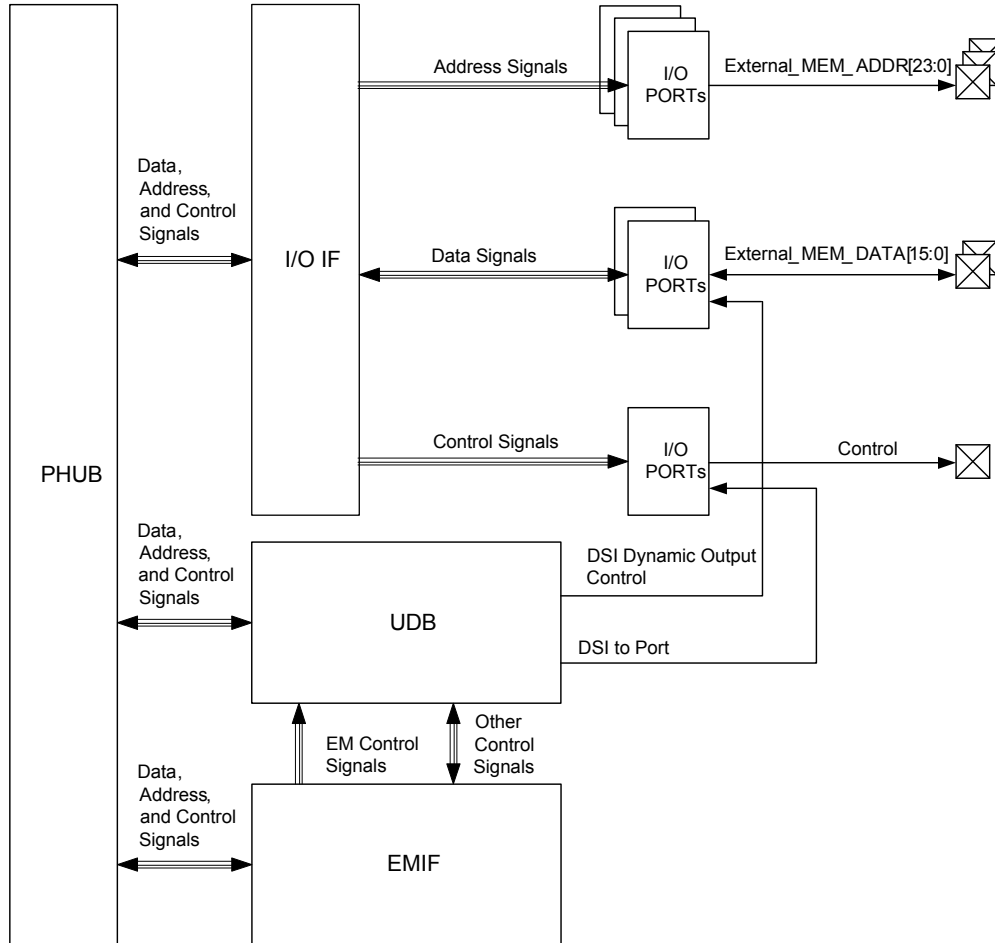 Address Signals
I/O
PORTs
External_MEM_ADDR[23:0]
Data,
Address,
and Control
Signals
I/O IF
Data Signals
I/O
PORTs
External_MEM_DATA[15:0]
Control Signals
I/O
PORTs
Control
PHUB
Data,
Address,
and Control
Signals
UDB
DSI Dynamic Output
Control
DSI to Port
EM Control
Signals
Other
Control
Signals
Data,
Address,
and Control
Signals
EMIF